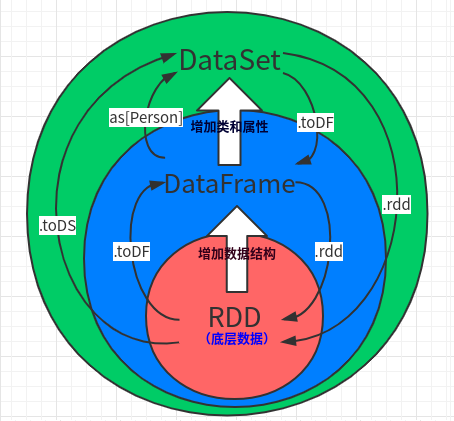 DataSet
as[Person]
增加类和属性
.toDF
DataFrame
.toDS
.rdd
.toDF
增加数据结构
.rdd
RDD
（底层数据）